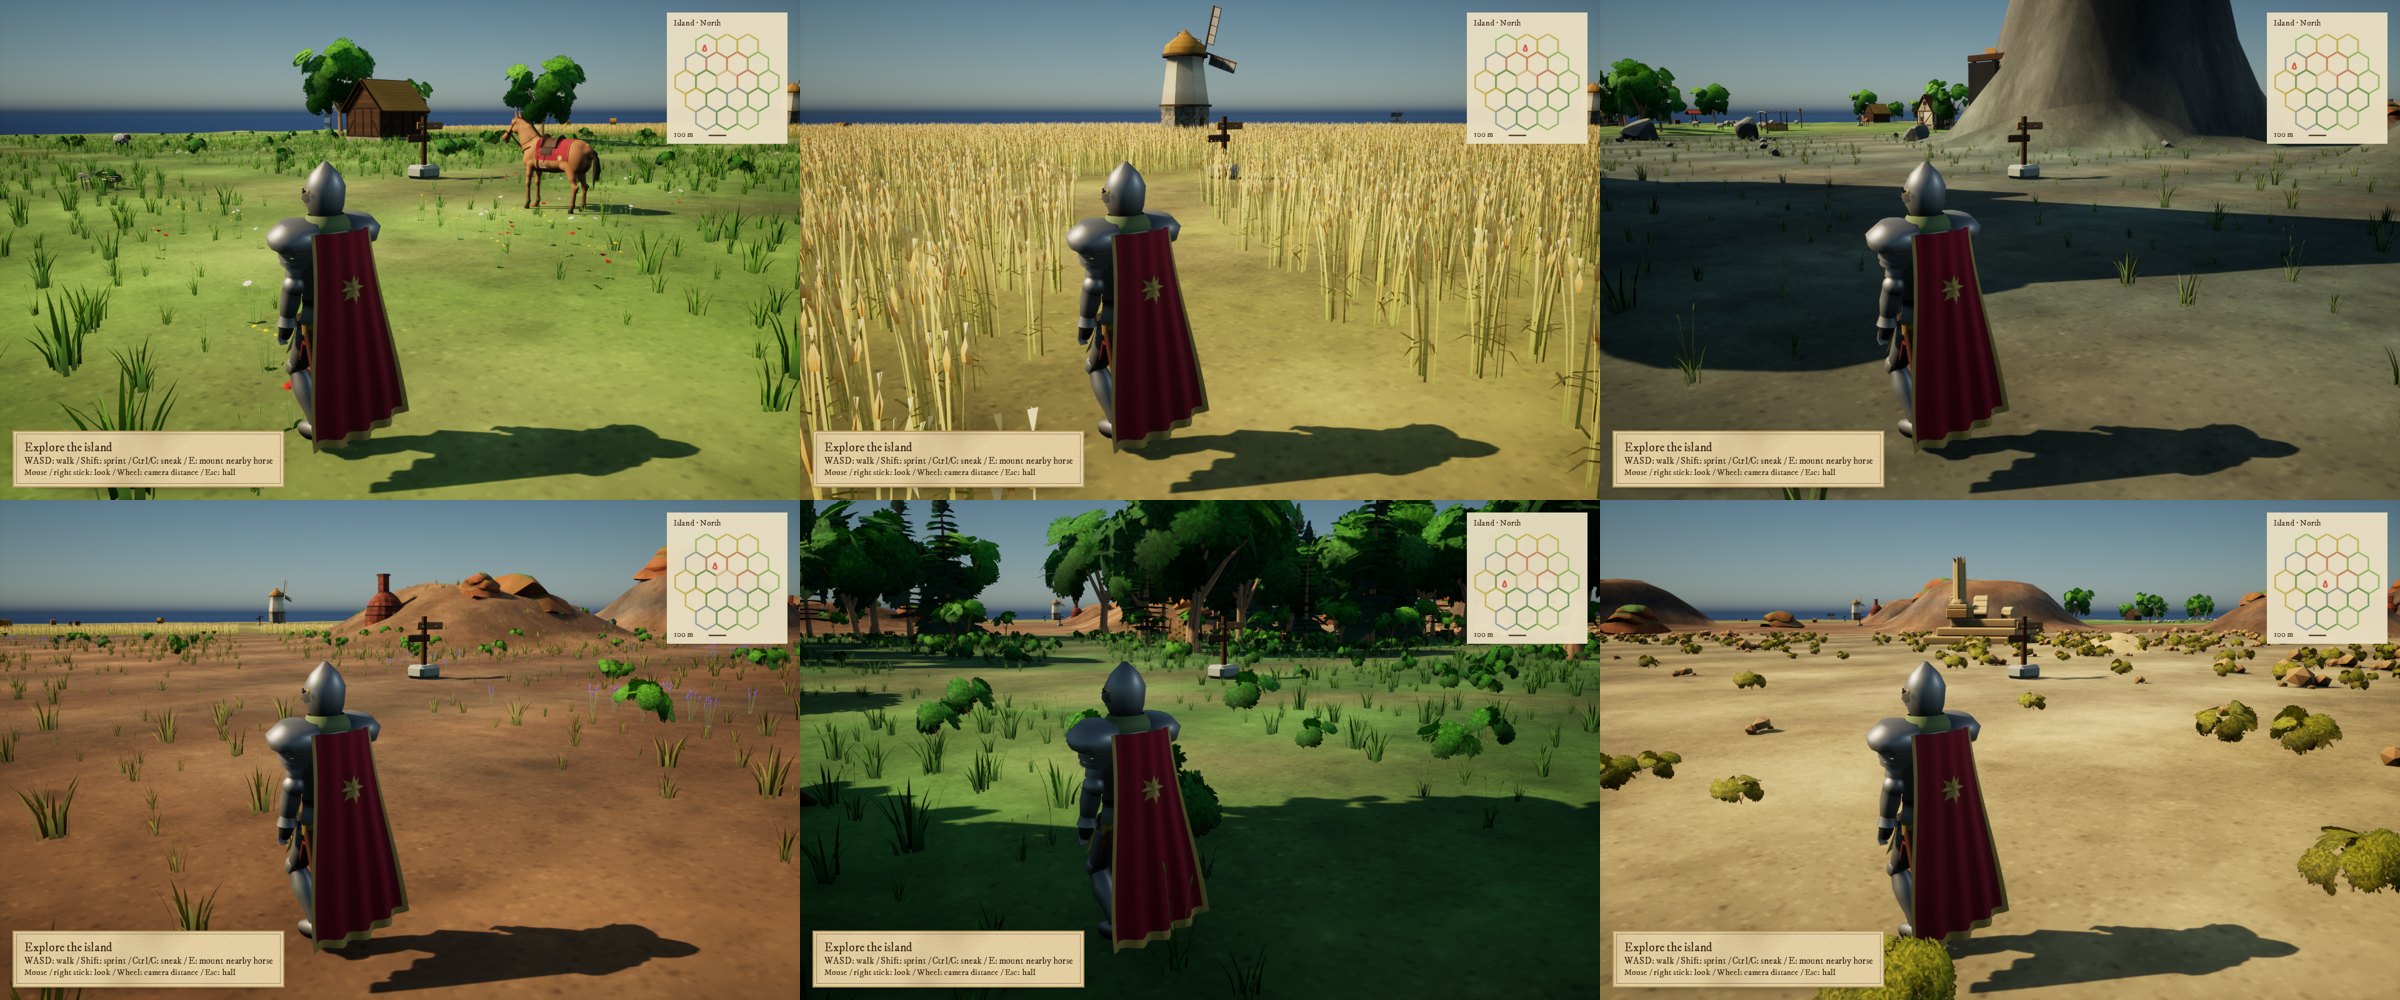 Island · North
100 m
Explore the island
WASD: walk / Shift: sprint / Ctrl/C: sneak / E: mount nearby horse
Mouse / right stick: look / Wheel: camera distance / Esc: hall
Island · North
100 m
Explore the island
WASD: walk / Shift: sprint / Ctrl/C: sneak / E: mount nearby horse
Mouse / right stick: look / Wheel: camera distance / Esc: hall
Island · North
100 m
Explore the island
WASD: walk / Shift: sprint / Ctrl/C: sneak / E: mount nearby horse
Mouse / right stick: look / Wheel: camera distance / Esc: hall
Island · North
100 m
Explore the island
WASD: walk / Shift: sprint / Ctrl/C: sneak / E: mount nearby horse
Mouse / right stick: look / Wheel: camera distance / Esc: hall
Island · North
100 m
Explore the island
WASD: walk / Shift: sprint / Ctrl/C: sneak / E: mount nearby horse
Mouse / right stick: look / Wheel: camera distance / Esc: hall
Island · North
100 m
Explore the island
WASD: walk / Shift: sprint / Ctrl/C: sneak / E: mount nearby horse
Mouse / right stick: look / Wheel: camera distance / Esc: hall